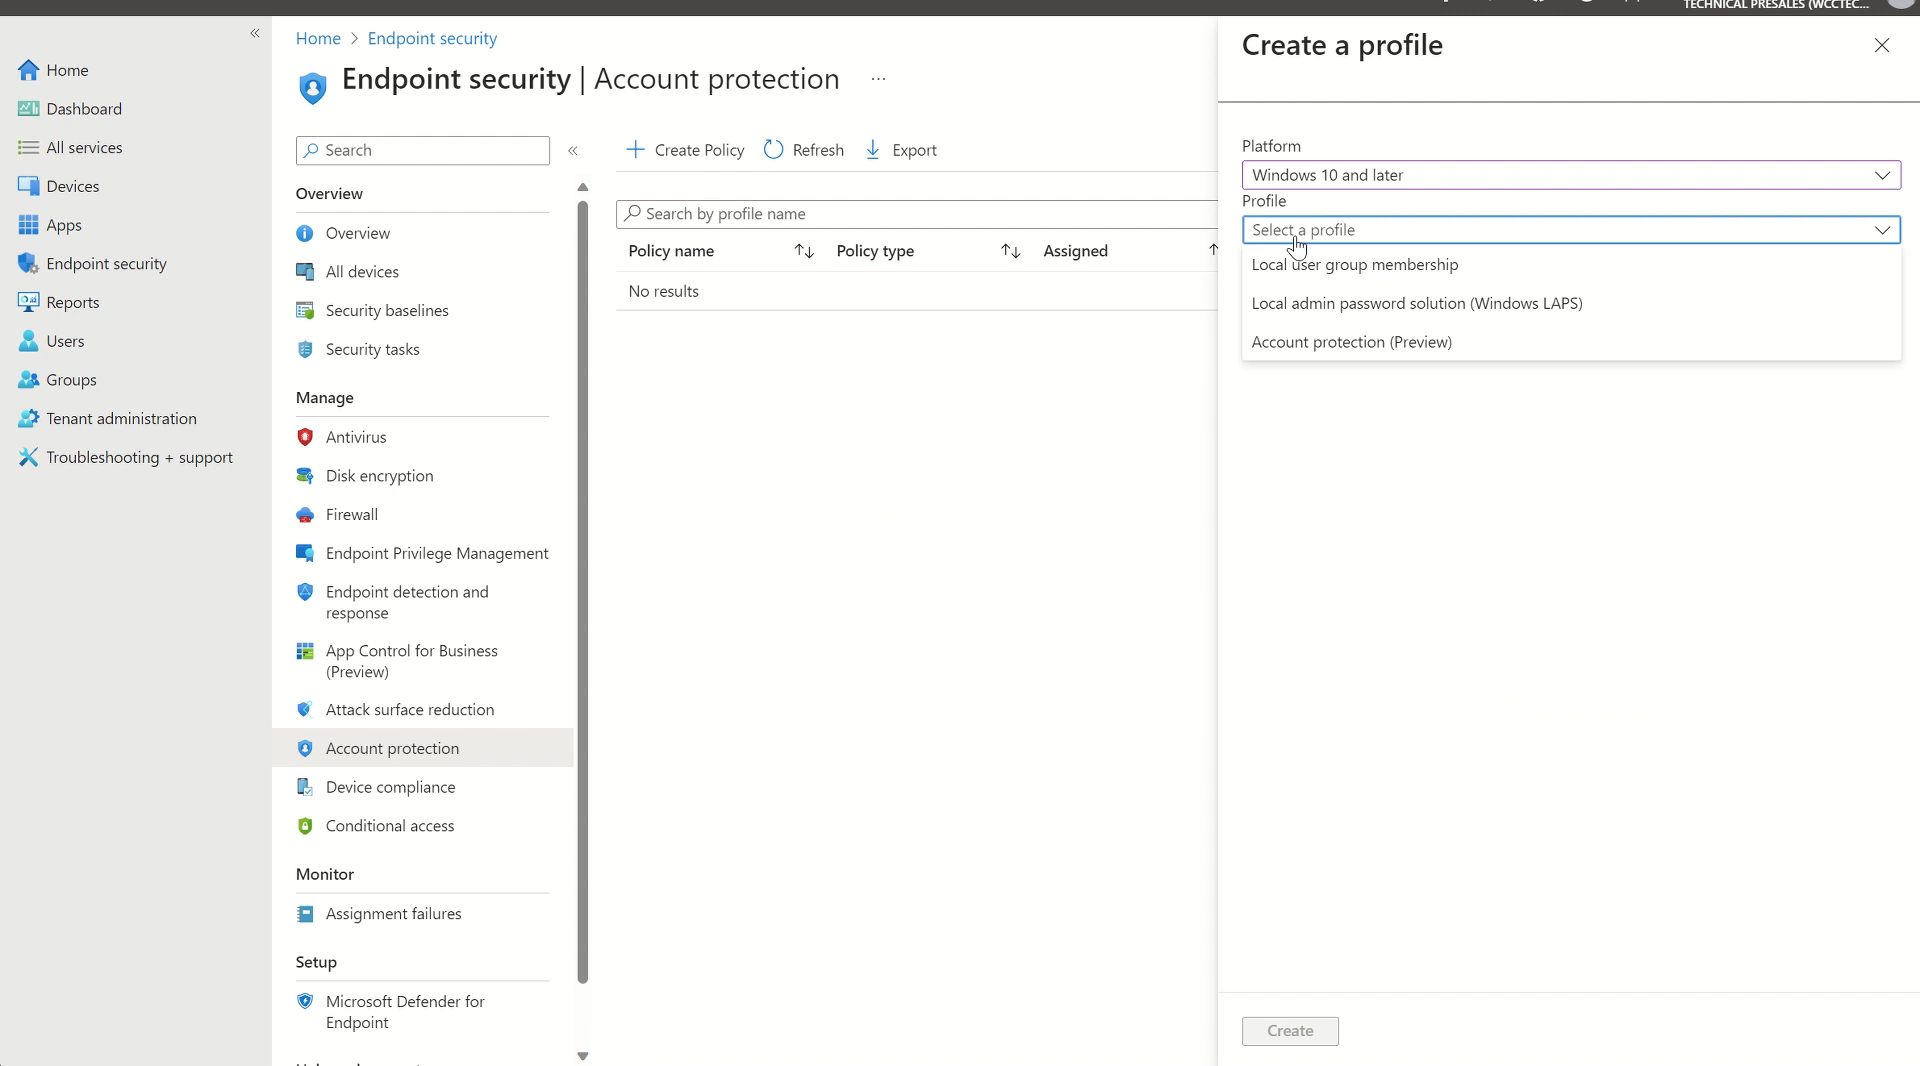 TECHNICAL PRESALES (WCCTEC...
Home
Dashboard
All services
Devices
Apps
Endpoint security
Reports
Users
Groups
Tenant administration
Troubleshooting + support
Home > Endpoint security
Endpoint security | Account protection ...
Search
Overview
Overview
All devices
Security baselines
Security tasks
Manage
Antivirus
Disk encryption
Firewall
Endpoint Privilege Management
Endpoint detection and
response
App Control for Business
(Preview)
Attack surface reduction
Account protection
Device compliance
Conditional access
Monitor
Assignment failures
Setup
Microsoft Defender for
Endpoint
Create Policy Refresh Export
Search by profile name
Policy name Policy type Assigned
No results
Create a profile
Platform
Windows 10 and later
Profile
Select a profile
Local user group membership
Local admin password solution (Windows LAPS)
Account protection (Preview)
Create